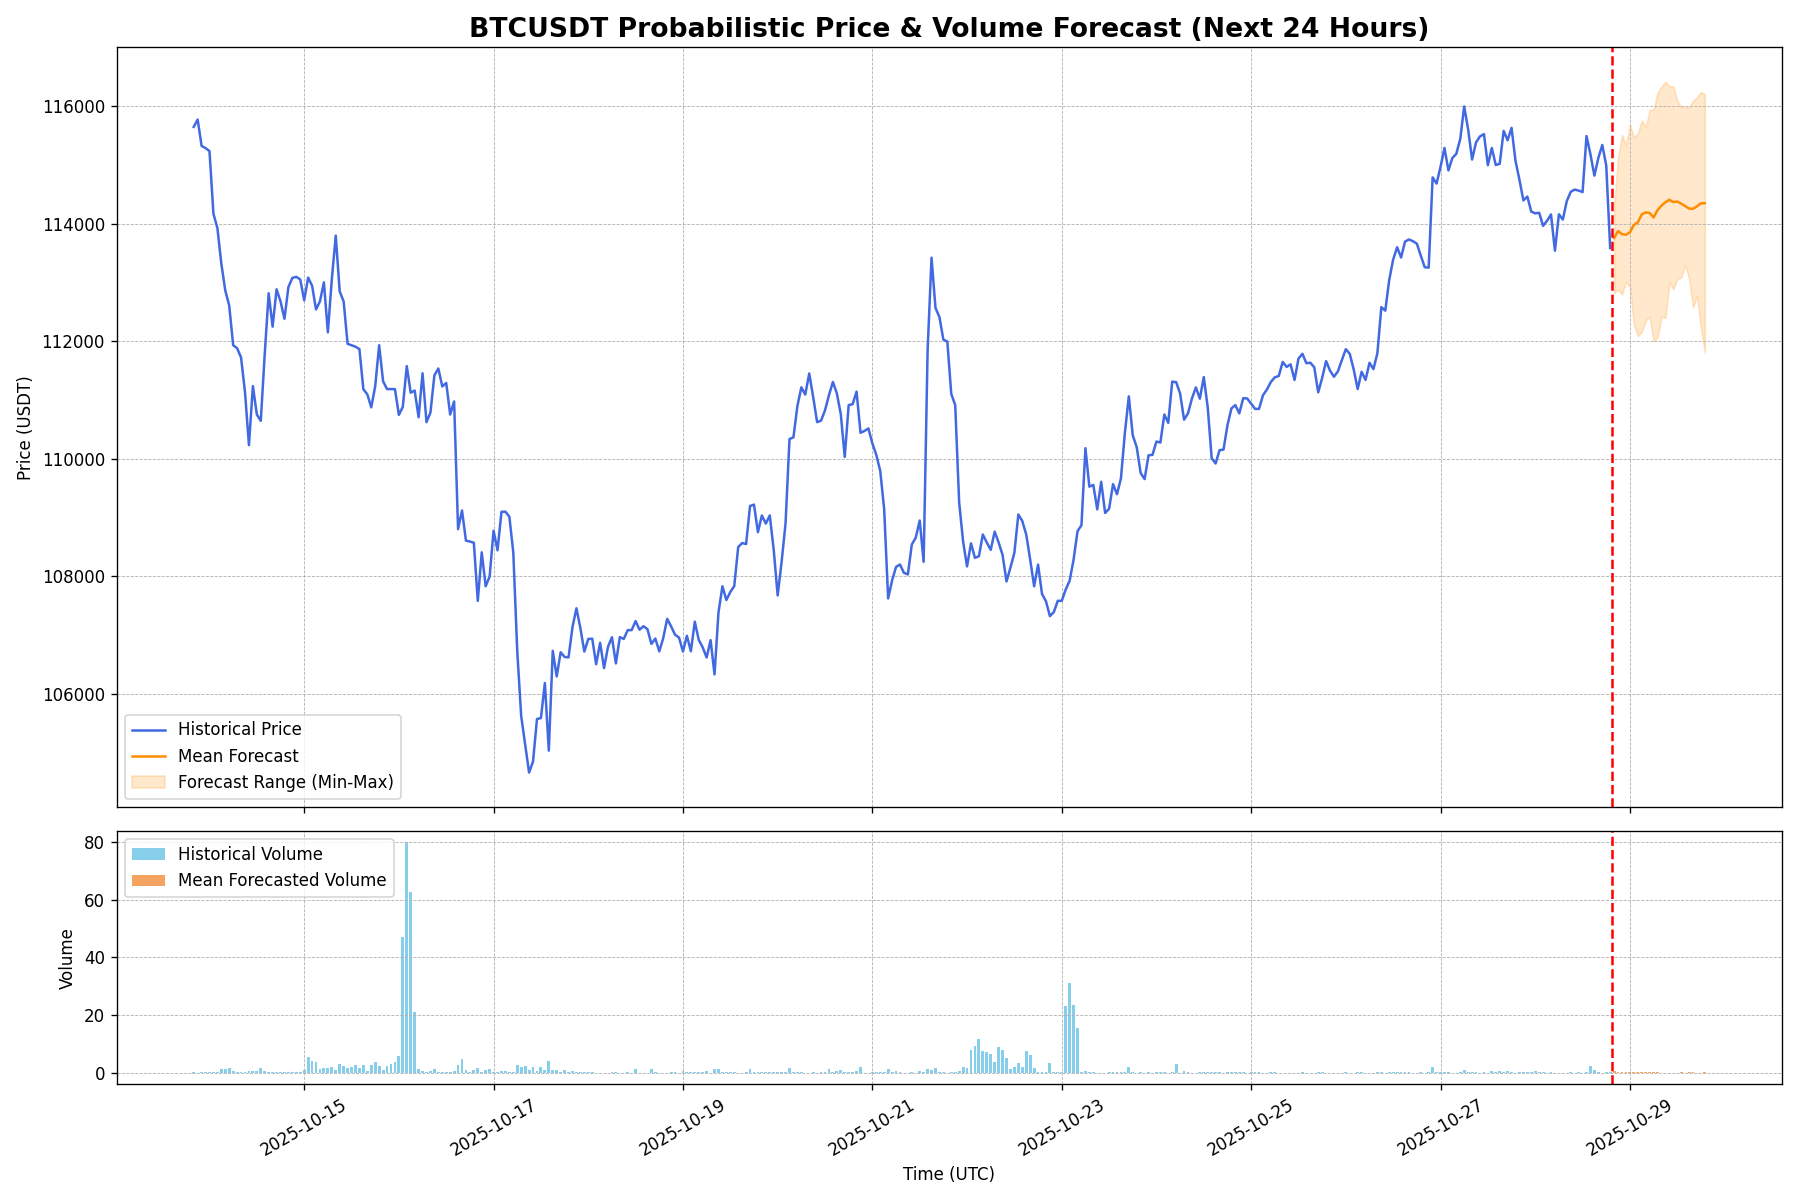 BTCUSDT Probabilistic Price & Volume Forecast (Next 24 Hours)
116000
114000
112000
110000
108000
106000
Price (USDT)
Historical Price
Mean Forecast
Forecast Range (Min-Max)
80
60
40
20
0
Volume
Historical Volume
Mean Forecasted Volume
2025-10-15
2025-10-17
2025-10-19
2025-10-21
2025-10-23
2025-10-25
2025-10-27
2025-10-29
Time (UTC)